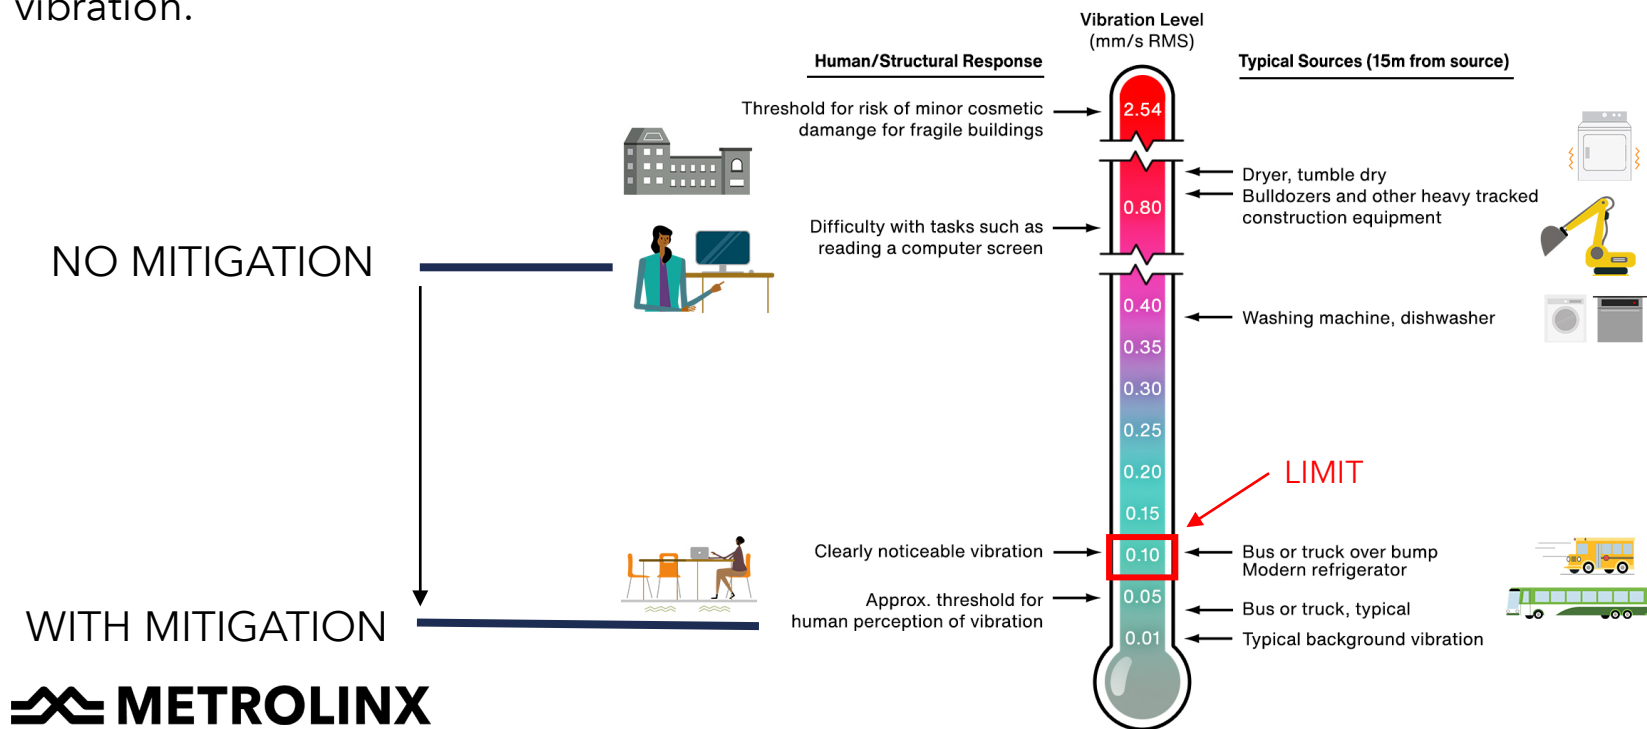 vibration.
Vibration Level
(mm/s RMS)
Human/Structural Response
Typical Sources (15m from source)
Threshold for risk of minor cosmetic
damange for fragile buildings
2.54
Dryer, tumble dry
Bulldozers and other heavy tracked
construction equipment
0.80
Difficulty with tasks such as
reading a computer screen
NO MITIGATION
0.40
Washing machine, dishwasher
0.35
0.30
0.25
0.20
LIMIT
0.15
Clearly noticeable vibration
0.10
Bus or truck over bump
Modern refrigerator
Approx. threshold for
human perception of vibration
0.05
Bus or truck, typical
WITH MITIGATION
0.01
Typical background vibration
METROLINX